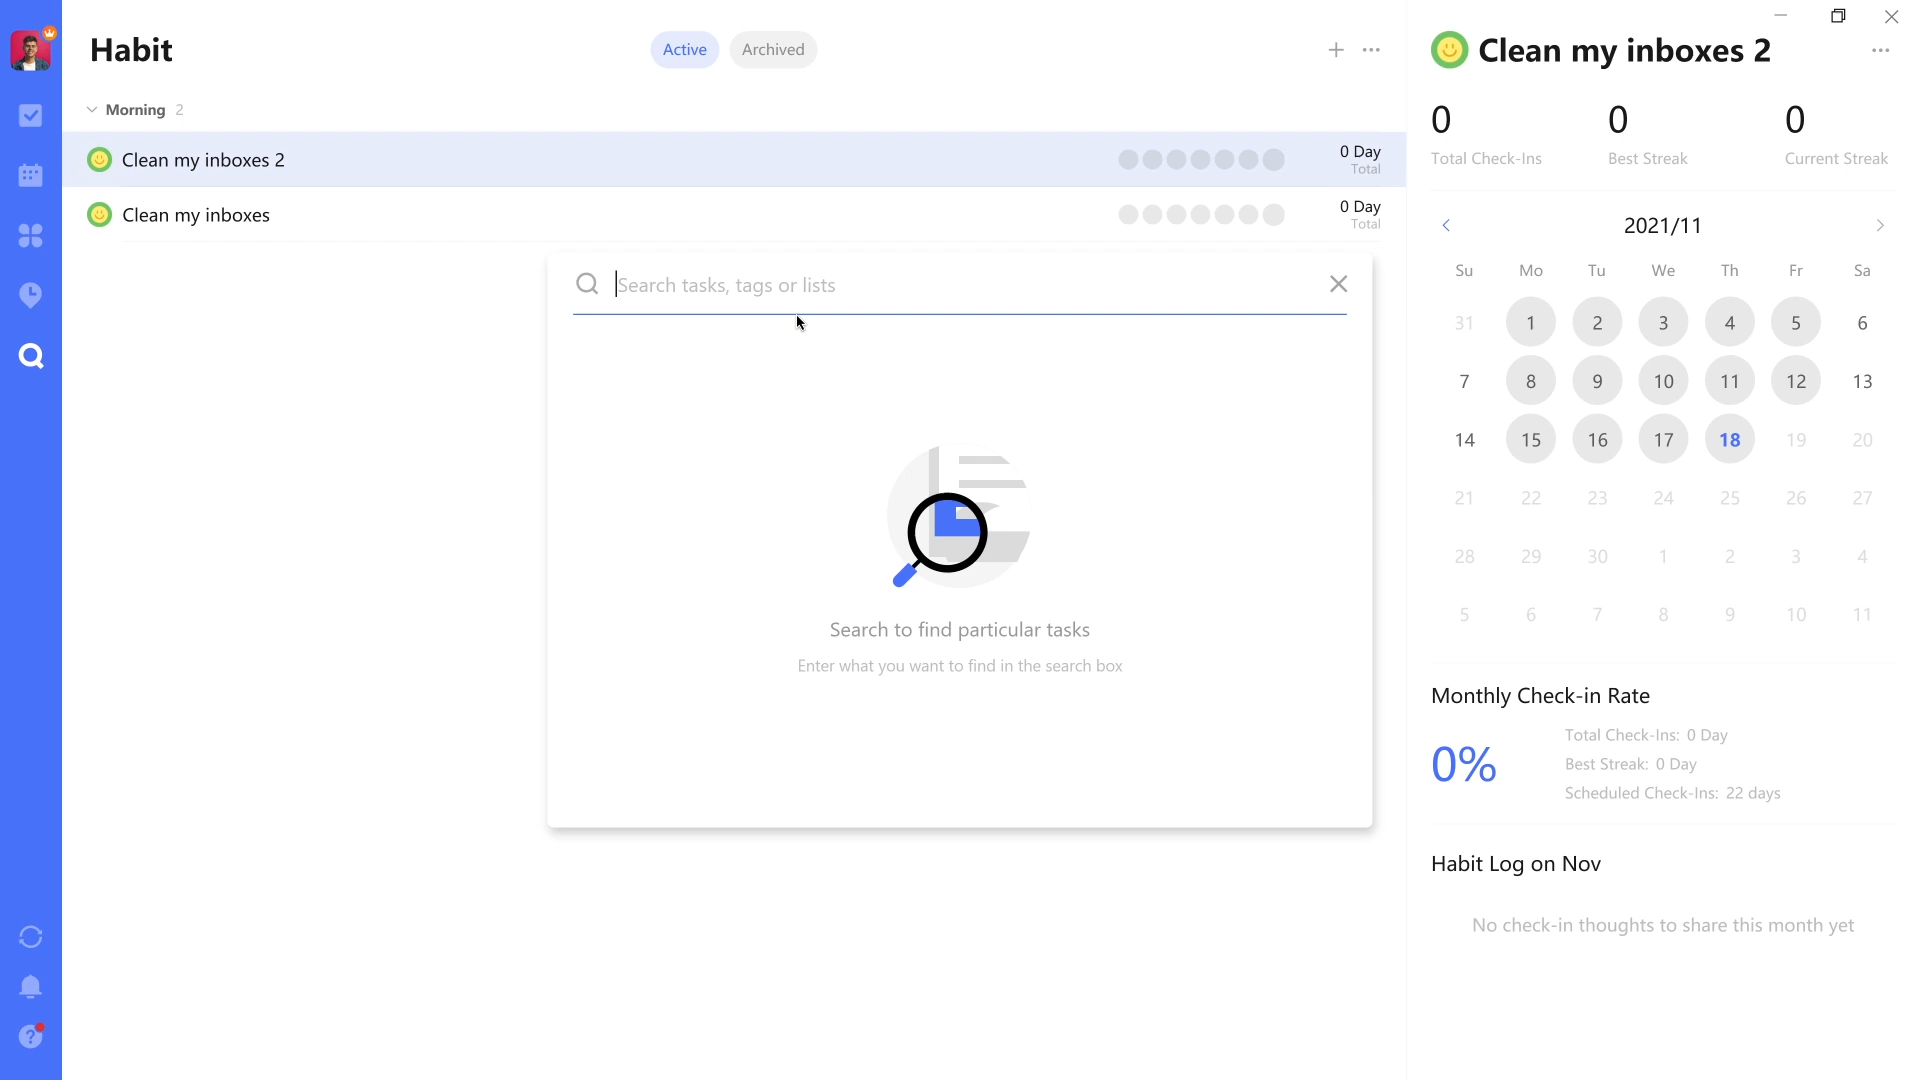 Habit
Active
Archived
Morning 2
Clean my inboxes 2
0 Day
Total
Clean my inboxes
0 Day
Total
Search tasks, tags or lists
Search to find particular tasks
Enter what you want to find in the search box
Clean my inboxes 2
0 0 0
Total Check-Ins Best Streak Current Streak
2021/11
Su Mo Tu We Th Fr Sa
31 1 2 3 4 5 6
7 8 9 10 11 12 13
14 15 16 17 18 19 20
21 22 23 24 25 26 27
28 29 30 1 2 3 4
5 6 7 8 9 10 11
Monthly Check-in Rate
0%
Total Check-Ins: 0 Day
Best Streak: 0 Day
Scheduled Check-Ins: 22 days
Habit Log on Nov
No check-in thoughts to share this month yet
?